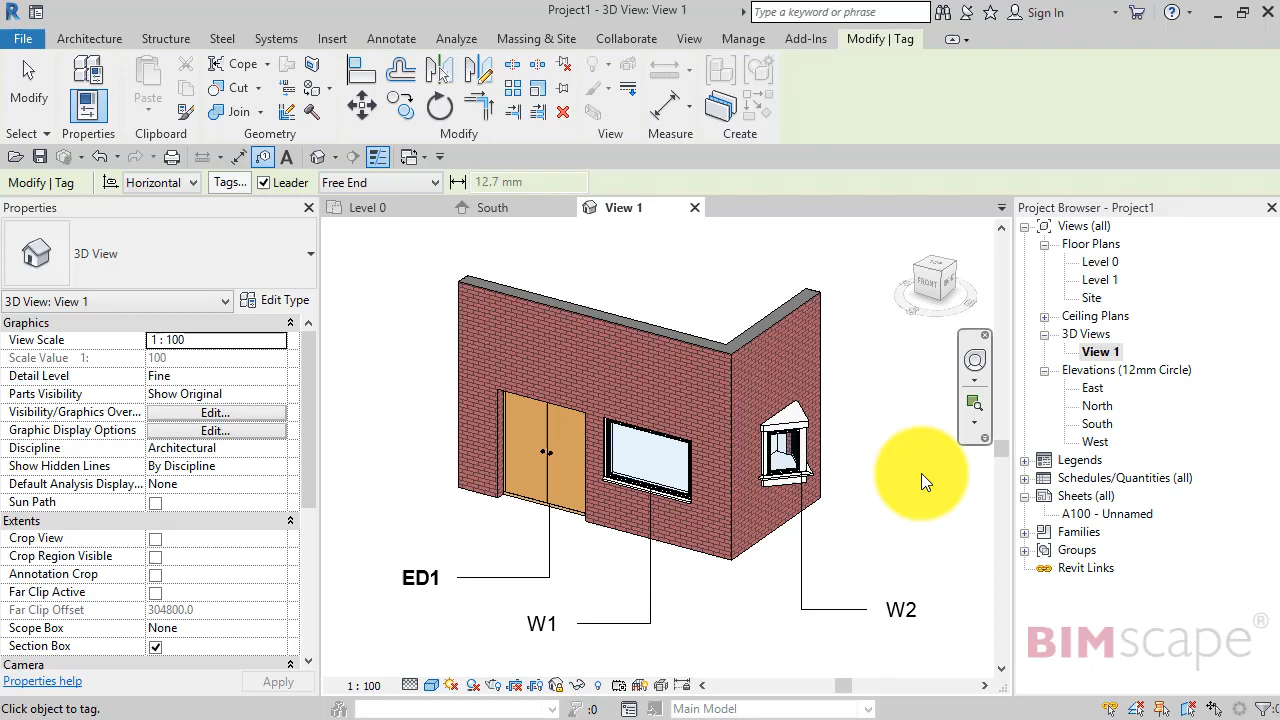 Project1 - 3D View: View 1
Type a keyword or phrase
Sign In
File
Architecture
Structure
Steel
Systems
Insert
Annotate
Analyze
Massing & Site
Collaborate
View
Manage
Add-Ins
Modify | Tag
Modify
Paste
Cope
Cut
Join
Select
Properties
Clipboard
Geometry
Modify
View
Measure
Create
Modify | Tag
Horizontal
Tags...
Leader
Free End
12.7 mm
Properties
Level 0
South
View 1
Project Browser - Project1
3D View
3D View: View 1
Edit Type
Graphics
View Scale
1 : 100
Scale Value 1:
100
Detail Level
Fine
Parts Visibility
Show Original
Visibility/Graphics Over...
Edit...
Graphic Display Options
Edit...
Discipline
Architectural
Show Hidden Lines
By Discipline
Default Analysis Display...
None
Sun Path
Extents
Crop View
Crop Region Visible
Annotation Crop
Far Clip Active
Far Clip Offset
304800.0
Scope Box
None
Section Box
Camera
Properties help
Apply
TOP
FRONT
ED1
W1
W2
Views (all)
Floor Plans
Level 0
Level 1
Site
Ceiling Plans
3D Views
View 1
Elevations (12mm Circle)
East
North
South
West
Legends
Schedules/Quantities (all)
Sheets (all)
A100 - Unnamed
Families
Groups
Revit Links
BIMscape®
1 : 100
Click object to tag.
:0
Main Model
:0